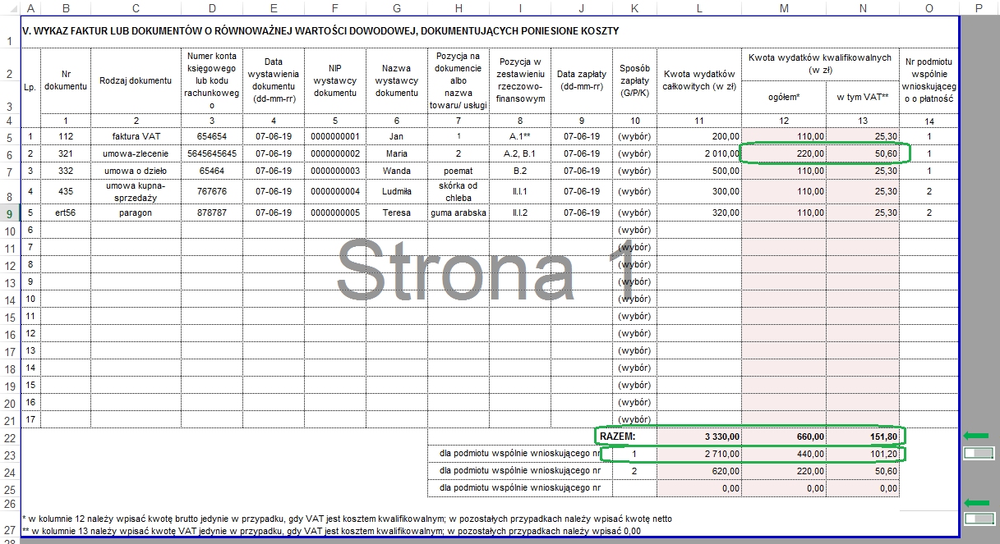 A B C D E F G H I J K L M N O P
1 V. WYKAZ FAKTUR LUB DOKUMENTÓW O RÓWNOWAŻNEJ WARTOŚCI DOWODOWEJ, DOKUMENTUJĄCYCH PONIESIONE KOSZTY
2
3
Lp.
Nr
dokumentu
Rodzaj dokumentu
Numer konta
księgowego
lub kodu
rachunkoweg
o
Data
wystawienia
dokumentu
(dd-mm-rr)
NIP
wystawcy
dokumentu
Nazwa
wystawcy
dokumentu
Pozycja na
dokumencie
albo
nazwa
towaru/ usługi
Pozycja w
zestawieniu
rzeczowo-
finansowym
Data zapłaty
(dd-mm-rr)
Sposób
zapłaty
(G/P/K)
Kwota wydatków
całkowitych (w zł)
Kwota wydatków kwalifikowalnych
(w zł)
ogółem*
w tym VAT**
Nr podmiotu
wspólnie
wnioskująceg
o o płatność
4 1 2 3 4 5 6 7 8 9 10 11 12 13 14
5 1 112 faktura VAT 654654 07-06-19 0000000001 Jan 1 A.1** 07-06-19 (wybór) 200,00 110,00 25,30 1
6 2 321 umowa-zlecenie 5645645645 07-06-19 0000000002 Maria 2 A.2, B.1 07-06-19 (wybór) 2 010,00 220,00 50,60 1
7 3 332 umowa o dzieło 65464 07-06-19 0000000003 Wanda poemat B.2 07-06-19 (wybór) 500,00 110,00 25,30 1
8 4 435 umowa kupna-
sprzedaży 767676 07-06-19 0000000004 Ludmiła skórka od
chleba II.I.1 07-06-19 (wybór) 300,00 110,00 25,30 2
9 5 ert56 paragon 878787 07-06-19 0000000005 Teresa guma arabska II.I.2 07-06-19 (wybór) 320,00 110,00 25,30 2
10 6 (wybór)
11 7 (wybór)
12 8 (wybór)
Strona 1
13 9 (wybór)
14 10 (wybór)
15 11 (wybór)
16 12 (wybór)
17 13 (wybór)
18 14 (wybór)
19 15 (wybór)
20 16 (wybór)
21 17 (wybór)
22 RAZEM: 3 330,00 660,00 151,80
23 dla podmiotu wspólnie wnioskującego nr 1 2 710,00 440,00 101,20
24 dla podmiotu wspólnie wnioskującego nr 2 620,00 220,00 50,60
25 dla podmiotu wspólnie wnioskującego nr 0,00 0,00 0,00
26
27 * w kolumnie 12 należy wpisać kwotę brutto jedynie w przypadku, gdy VAT jest kosztem kwalifikowalnym; w pozostałych przypadkach należy wpisać kwotę netto
** w kolumnie 13 należy wpisać kwotę VAT jedynie w przypadku, gdy VAT jest kosztem kwalifikowalnym; w pozostałych przypadkach należy wpisać 0,00
28